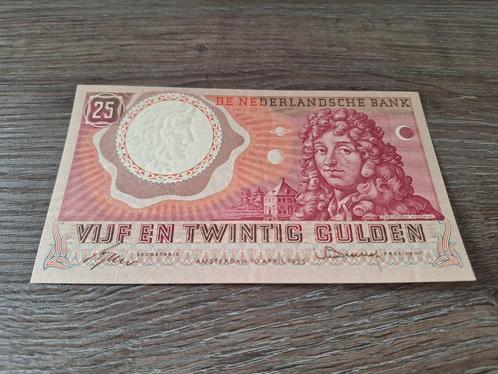 25
DE NEDERLANDSCHE BANK
VIJF EN TWINTIG GULDEN
SECRETARIS
PRESIDENT
AMSTERDAM 10 APRIL 1955